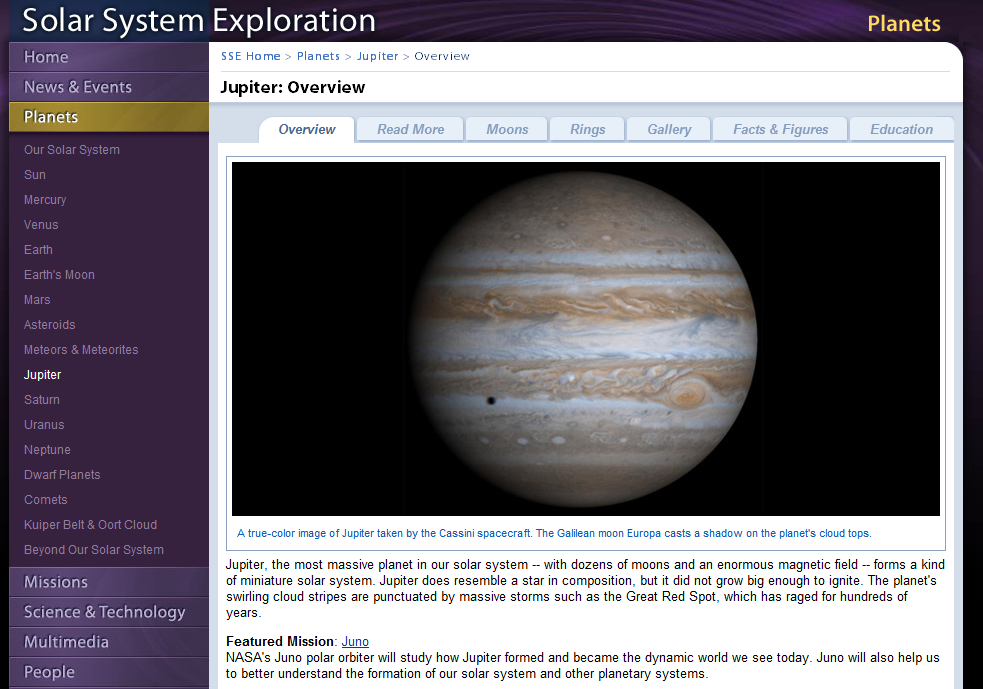 Solar System Exploration
Planets
Home
News & Events
Planets
Our Solar System
Sun
Mercury
Venus
Earth
Earth's Moon
Mars
Asteroids
Meteors & Meteorites
Jupiter
Saturn
Uranus
Neptune
Dwarf Planets
Comets
Kuiper Belt & Oort Cloud
Beyond Our Solar System
Missions
Science & Technology
Multimedia
People
SSE Home > Planets > Jupiter > Overview
Jupiter: Overview
Overview Read More Moons Rings Gallery Facts & Figures Education
A true-color image of Jupiter taken by the Cassini spacecraft. The Galilean moon Europa casts a shadow on the planet's cloud tops.
Jupiter, the most massive planet in our solar system -- with dozens of moons and an enormous magnetic field -- forms a kind
of miniature solar system. Jupiter does resemble a star in composition, but it did not grow big enough to ignite. The planet's
swirling cloud stripes are punctuated by massive storms such as the Great Red Spot, which has raged for hundreds of
years.
Featured Mission: Juno
NASA's Juno polar orbiter will study how Jupiter formed and became the dynamic world we see today. Juno will also help us
to better understand the formation of our solar system and other planetary systems.